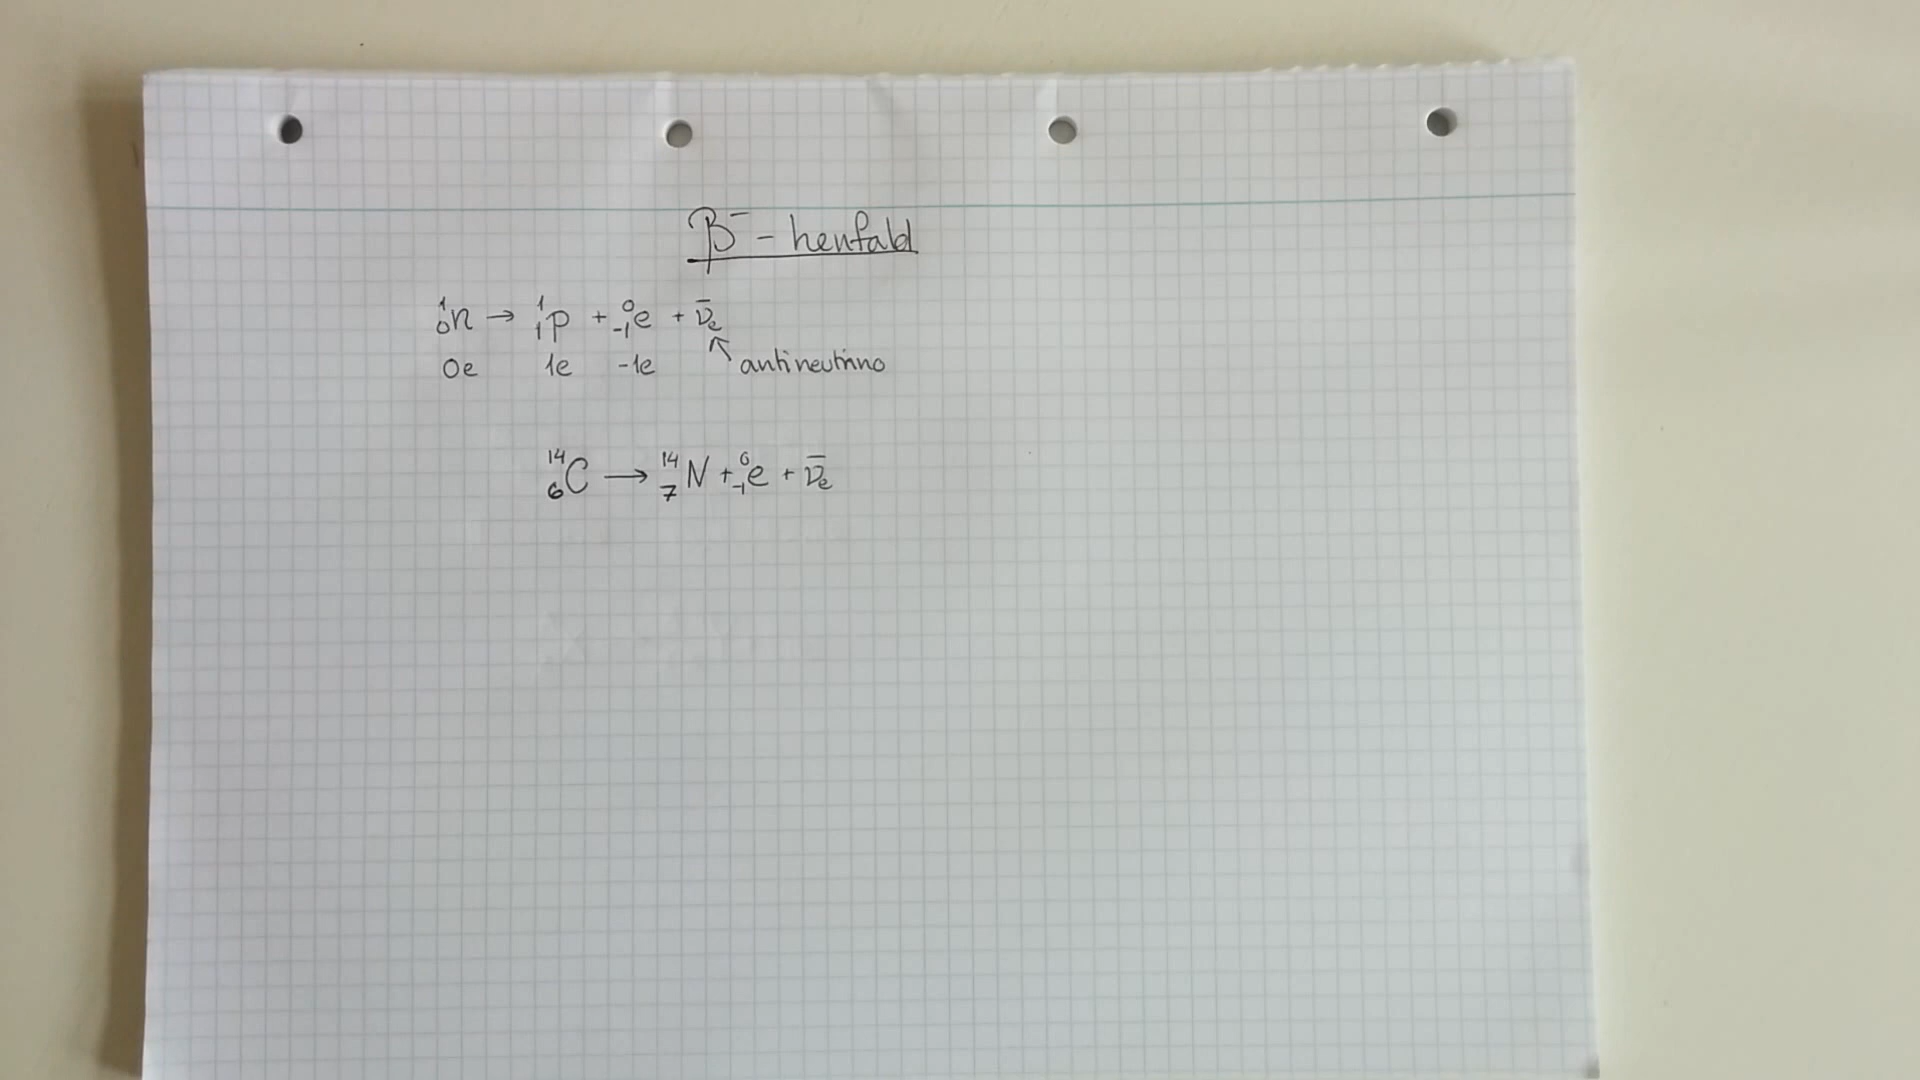 β⁻ - henfald
¹₀n → ¹₁p + ⁰₋₁e + ν̄ₑ
0e 1e -1e antineutrino
¹⁴₆C → ¹⁴₇N + ⁰₋₁e + ν̄ₑ